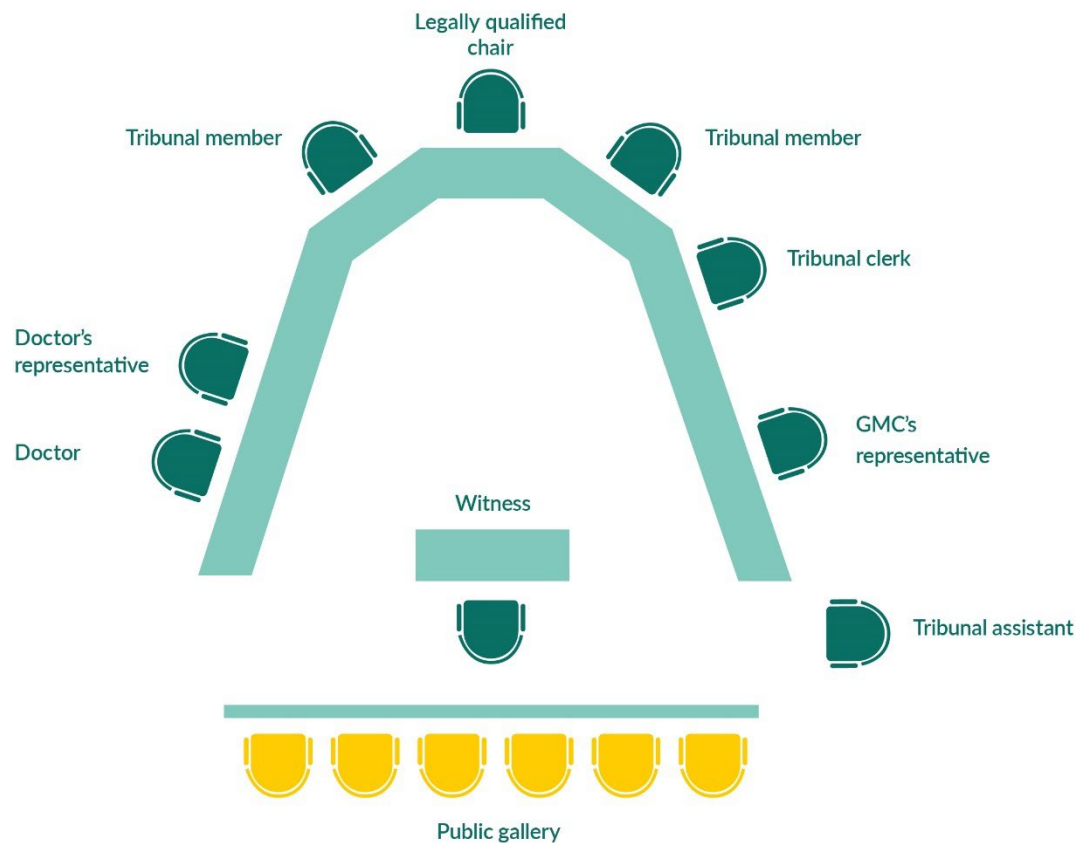 Legally qualified
chair
Tribunal member
Tribunal member
Tribunal clerk
Doctor’s
representative
Doctor
GMC’s
representative
Witness
Tribunal assistant
Public gallery